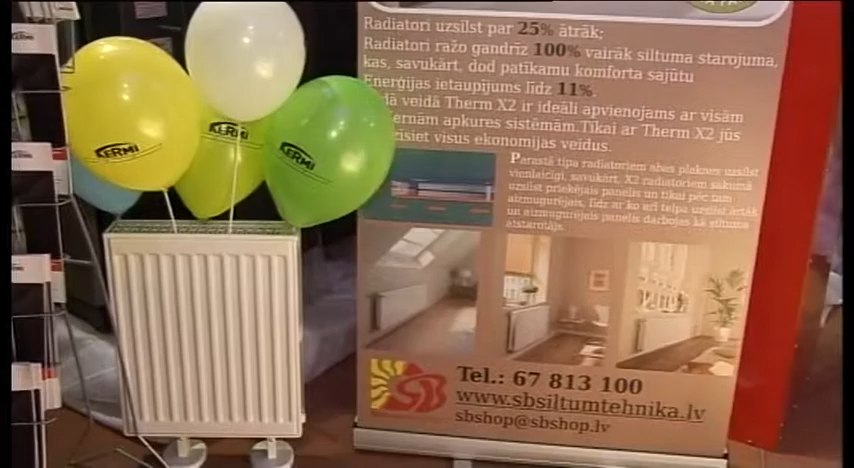 KERMI
KERMI
KERMI
KERMI
Radiatori uzsilst par 25% ātrāk;
Radiatori ražo gandrīz 100% vairāk siltuma starojuma,
kas, savukārt, dod patīkamu komforta sajūtu.
Enerģijas ietaupījums līdz 11%
veidā Therm X2 ir ideāli apvienojams ar visām
apkures sistēmām. Tikai ar Therm X2 jūs
visus ekonomijas veidus.
Parastā tipa radiatoriem abas plāknes uzsilst
vienlaicīgi, savukārt, X2 radiatoriem sākumā
uzsilst priekšējais panelis un tikai pēc tam
aizmugurējais, līdz ar ko arī telpa uzsilst ātrāk
un aizmugurējais panelis darbojas kā siltuma
atstarotājs.
SB
Tel.: 67 813 100
www.sbsiltumtehnika.lv
sbshop@sbshop.lv